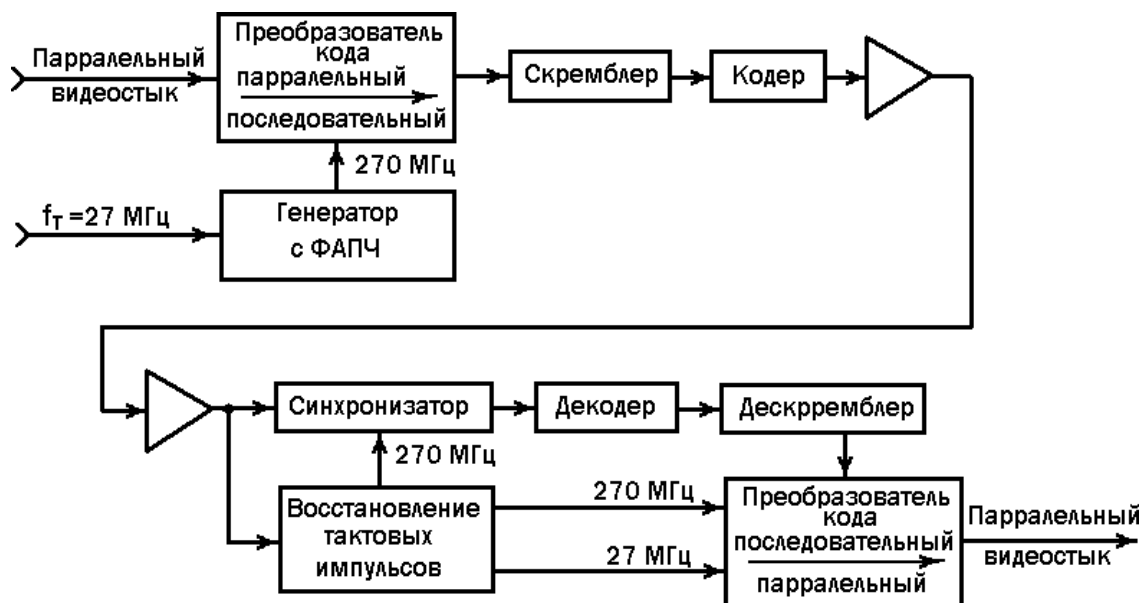 Парралельный
видеостык
Преобразователь
кода
парралельный
последовательный
Скремблер
Кодер
270 МГц
fТ =27 МГц
Генератор
с ФАПЧ
Синхронизатор
Декодер
Дескрремблер
270 МГц
Восстановление
тактовых
импульсов
270 МГц
27 МГц
Преобразователь
кода
последовательный
парралельный
Парралельный
видеостык